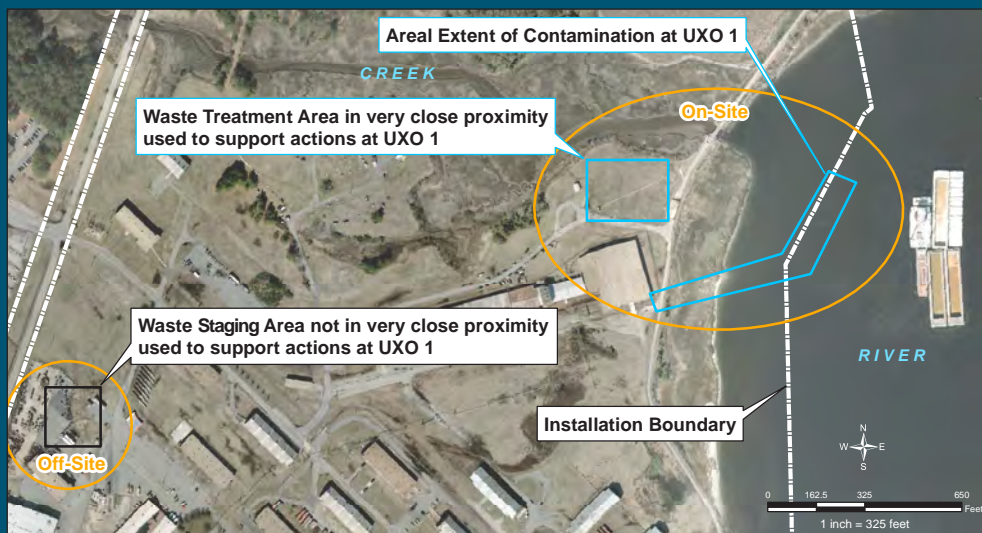 Areal Extent of Contamination at UXO 1
CREEK
On-Site
Waste Treatment Area in very close proximity
used to support actions at UXO 1
Waste Staging Area not in very close proximity
used to support actions at UXO 1
RIVER
Installation Boundary
Off-Site
N
W E
S
0 162.5 325 650
Feet
1 inch = 325 feet